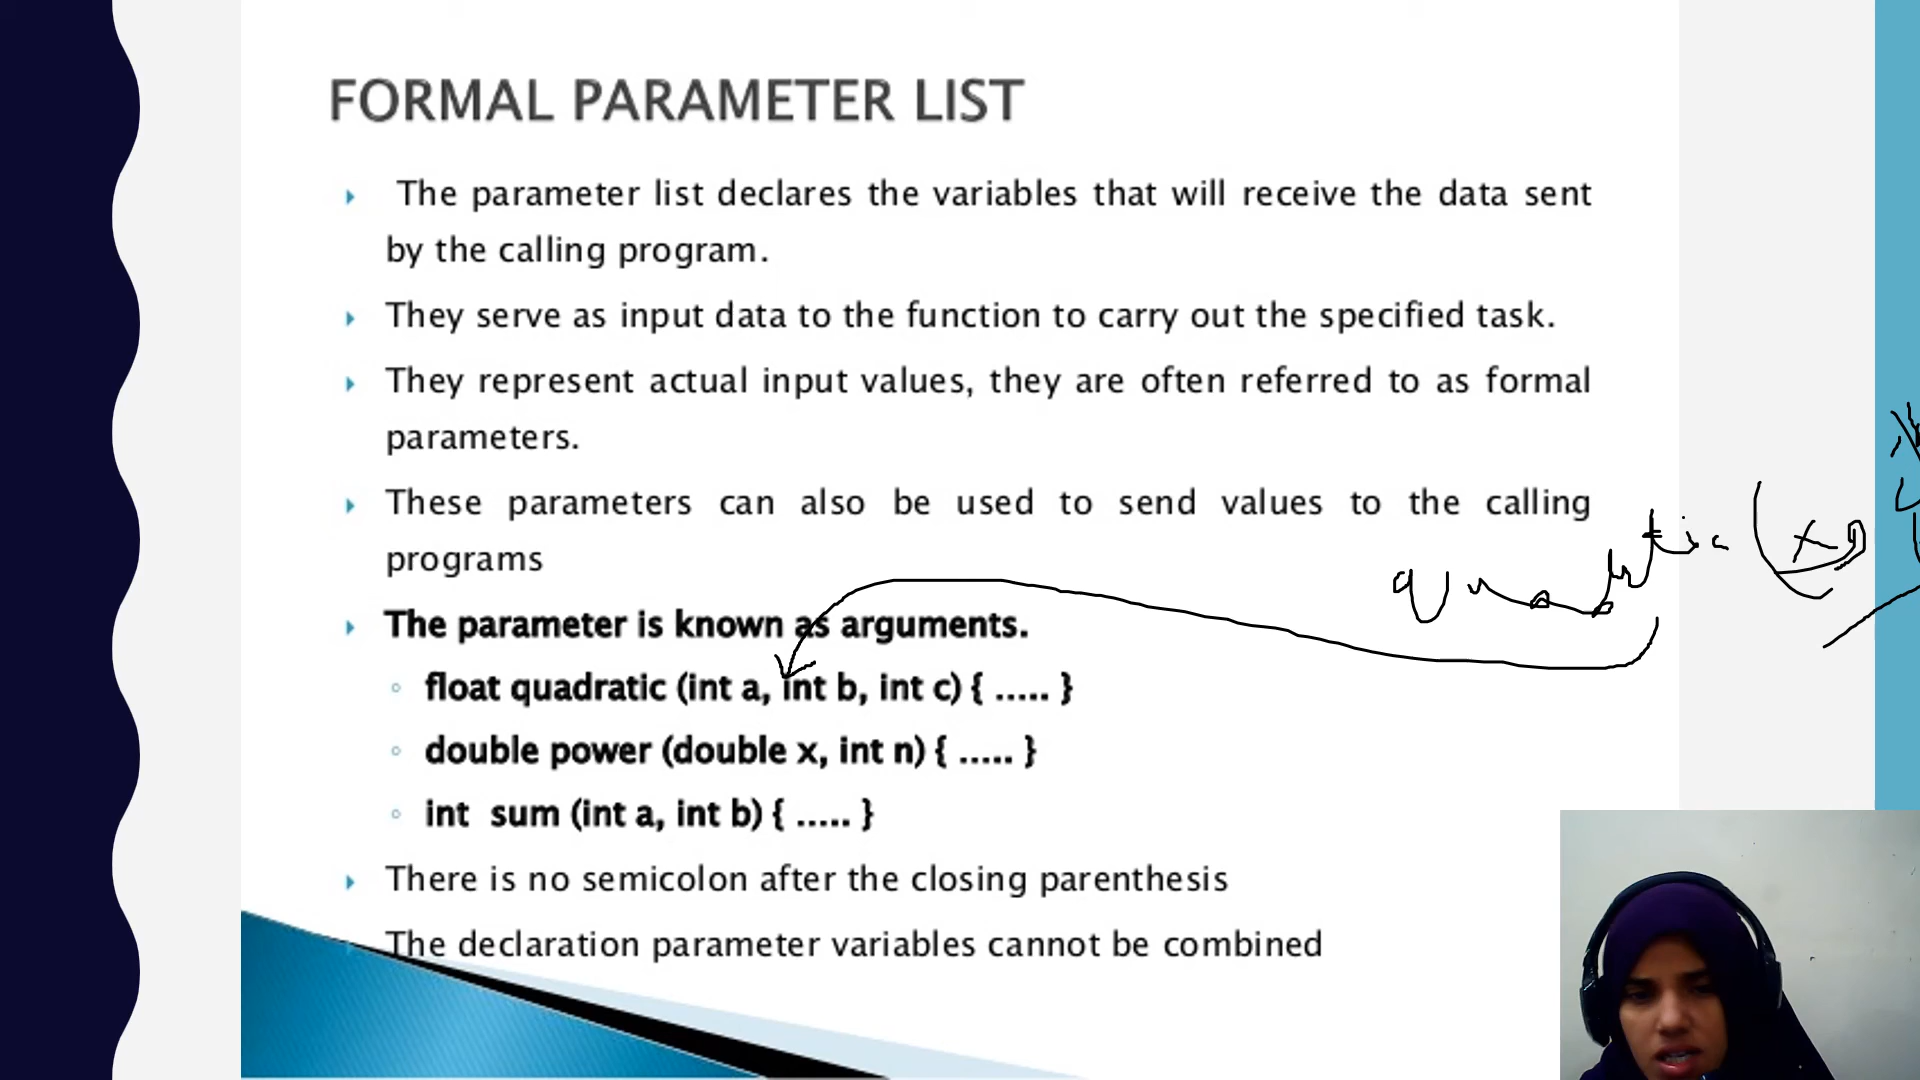 FORMAL PARAMETER LIST
The parameter list declares the variables that will receive the data sent
by the calling program.
They serve as input data to the function to carry out the specified task.
They represent actual input values, they are often referred to as formal
parameters.
These parameters can also be used to send values to the calling
programs
The parameter is known as arguments.
float quadratic (int a, int b, int c) { ..... }
double power (double x, int n) { ..... }
int sum (int a, int b) { ..... }
There is no semicolon after the closing parenthesis
The declaration parameter variables cannot be combined